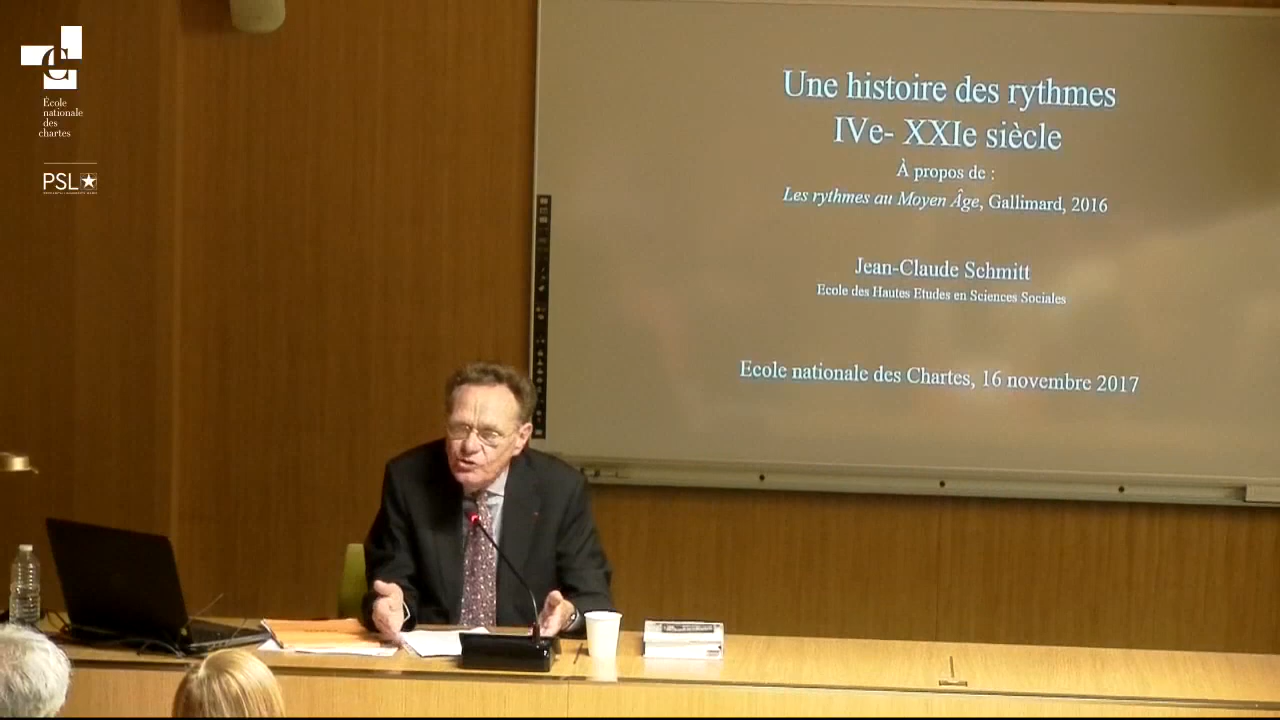 École
nationale
des
chartes
PSL
Une histoire des rythmes
IVe- XXIe siècle
À propos de :
Les rythmes au Moyen Âge, Gallimard, 2016
Jean-Claude Schmitt
Ecole des Hautes Etudes en Sciences Sociales
Ecole nationale des Chartes, 16 novembre 2017